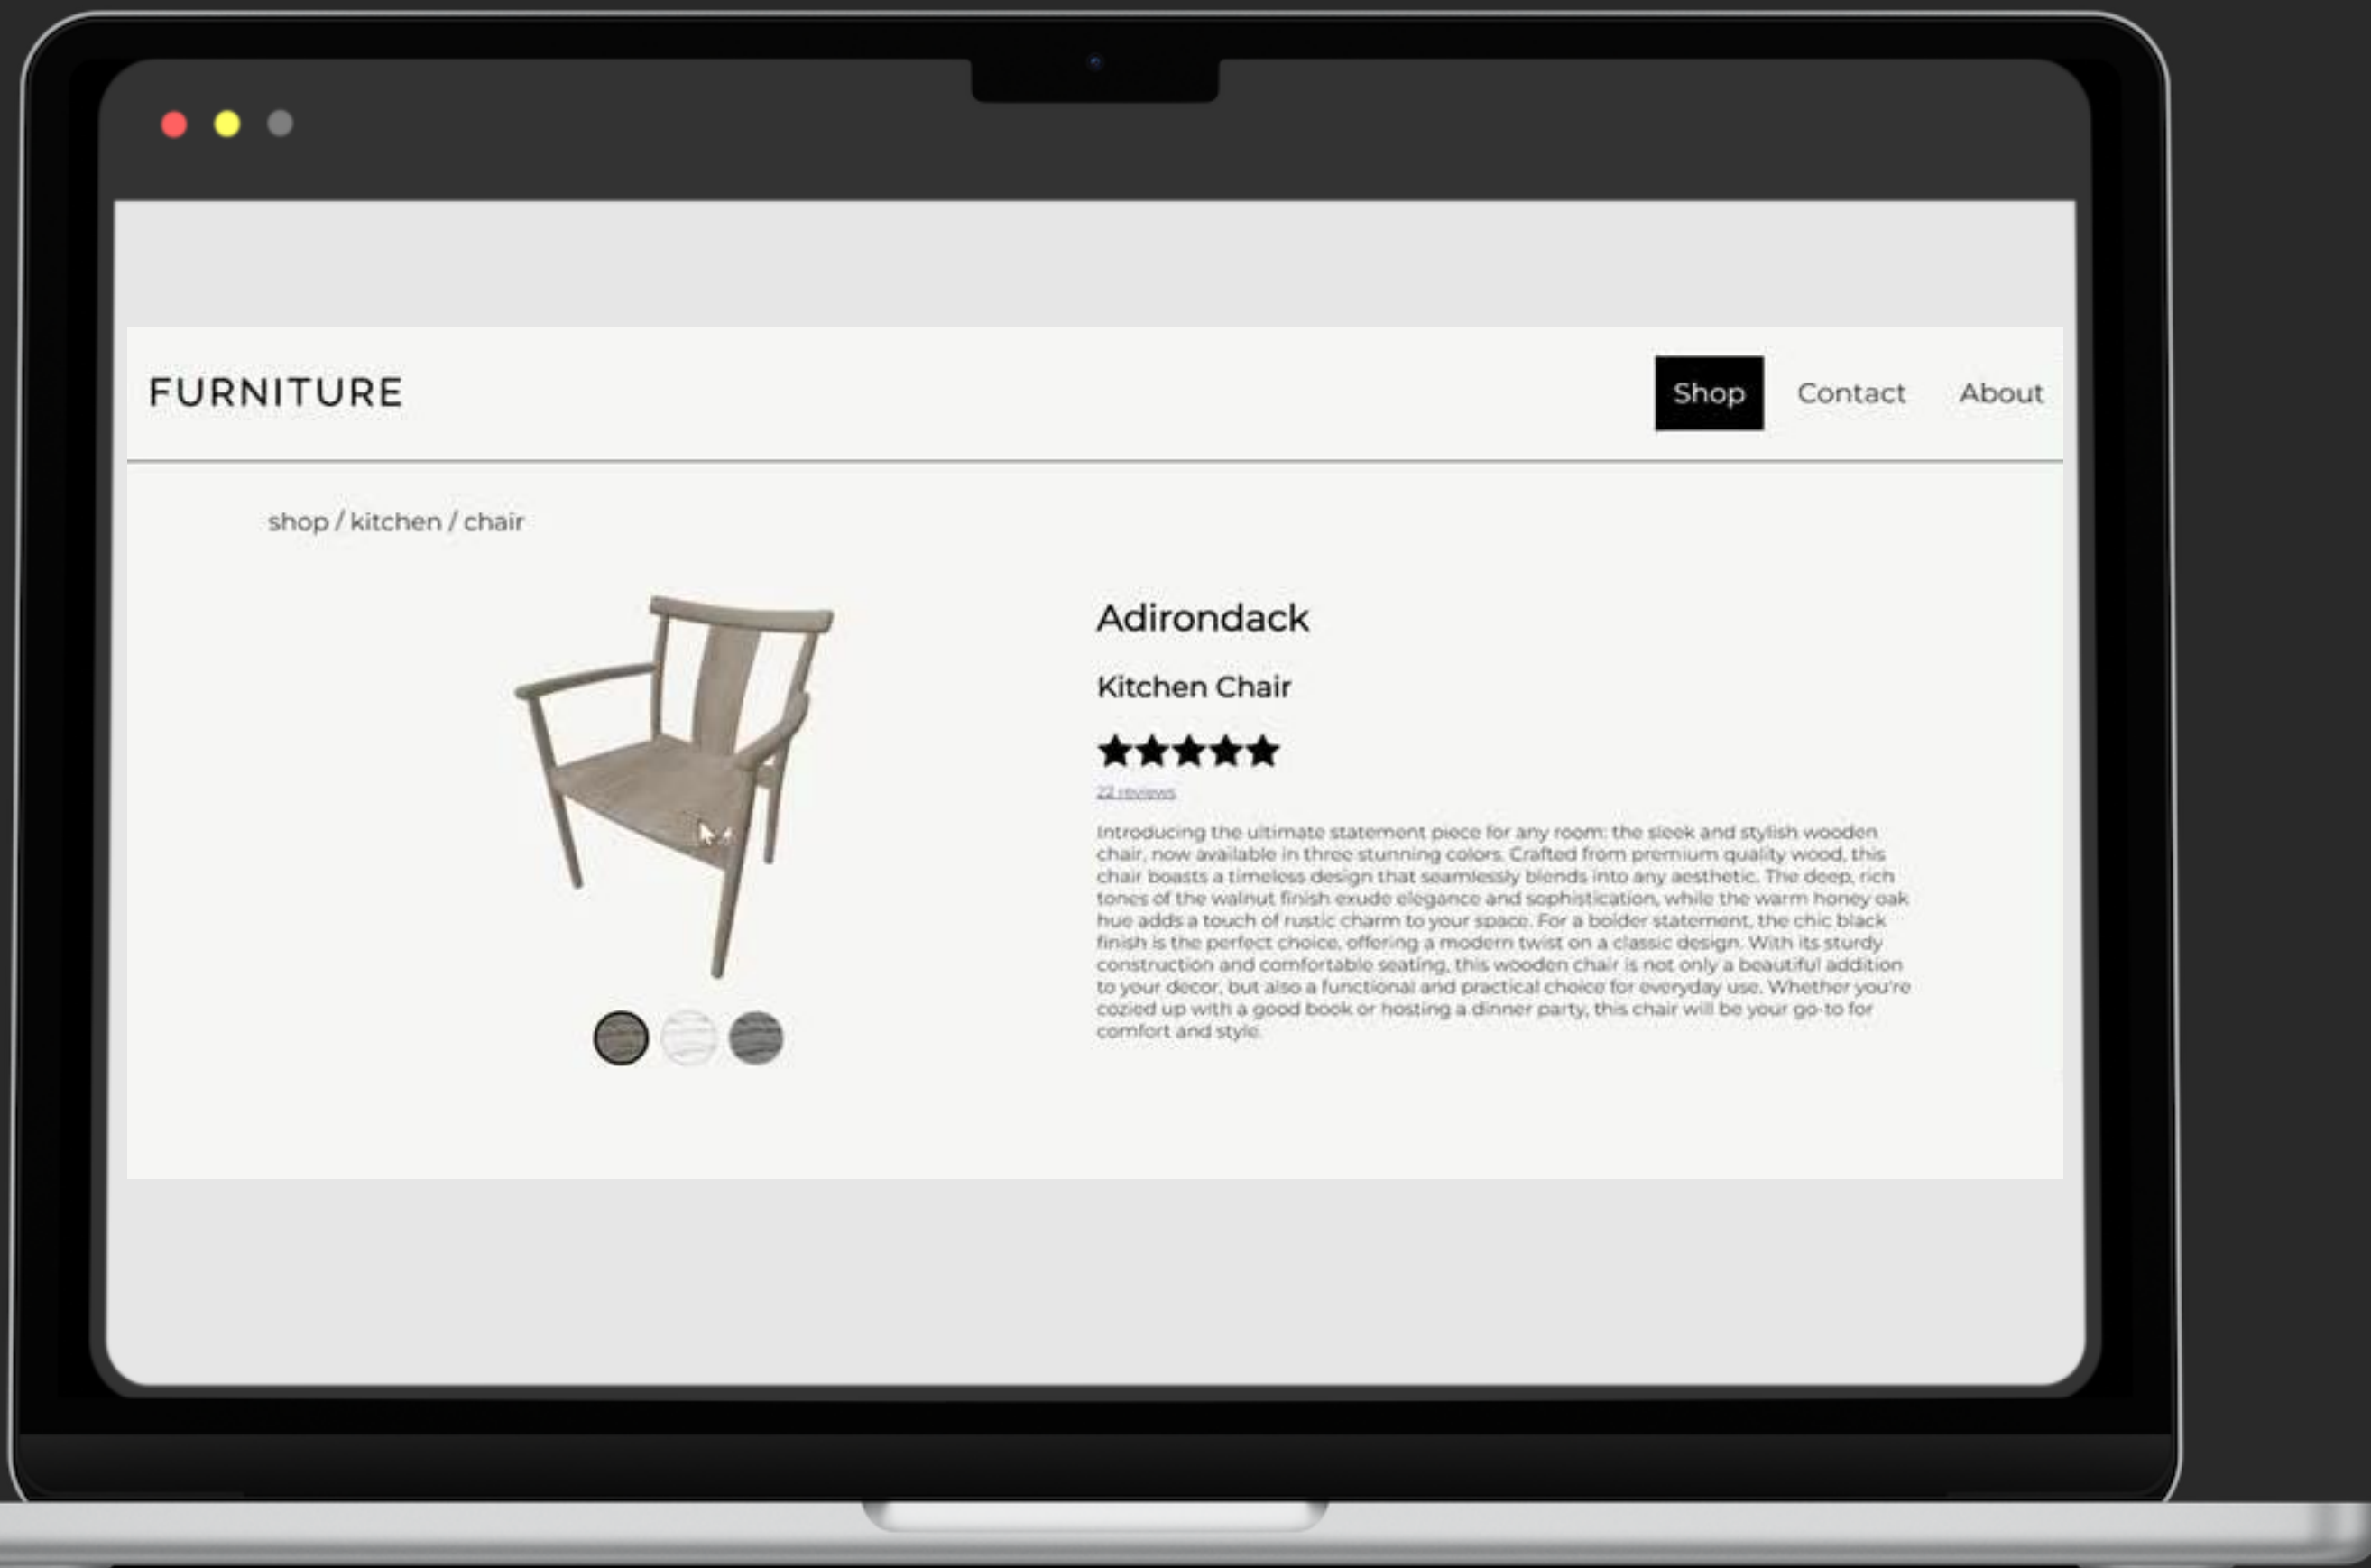 FURNITURE
Shop Contact About
shop / kitchen / chair
Adirondack
Kitchen Chair
22 reviews
Introducing the ultimate statement piece for any room: the sleek and stylish wooden
chair, now available in three stunning colors. Crafted from premium quality wood, this
chair boasts a timeless design that seamlessly blends into any aesthetic. The deep, rich
tones of the walnut finish exude elegance and sophistication, while the warm honey oak
hue adds a touch of rustic charm to your space. For a bolder statement, the chic black
finish is the perfect choice, offering a modern twist on a classic design. With its sturdy
construction and comfortable seating, this wooden chair is not only a beautiful addition
to your decor, but also a functional and practical choice for everyday use. Whether you're
cozied up with a good book or hosting a dinner party, this chair will be your go-to for
comfort and style.